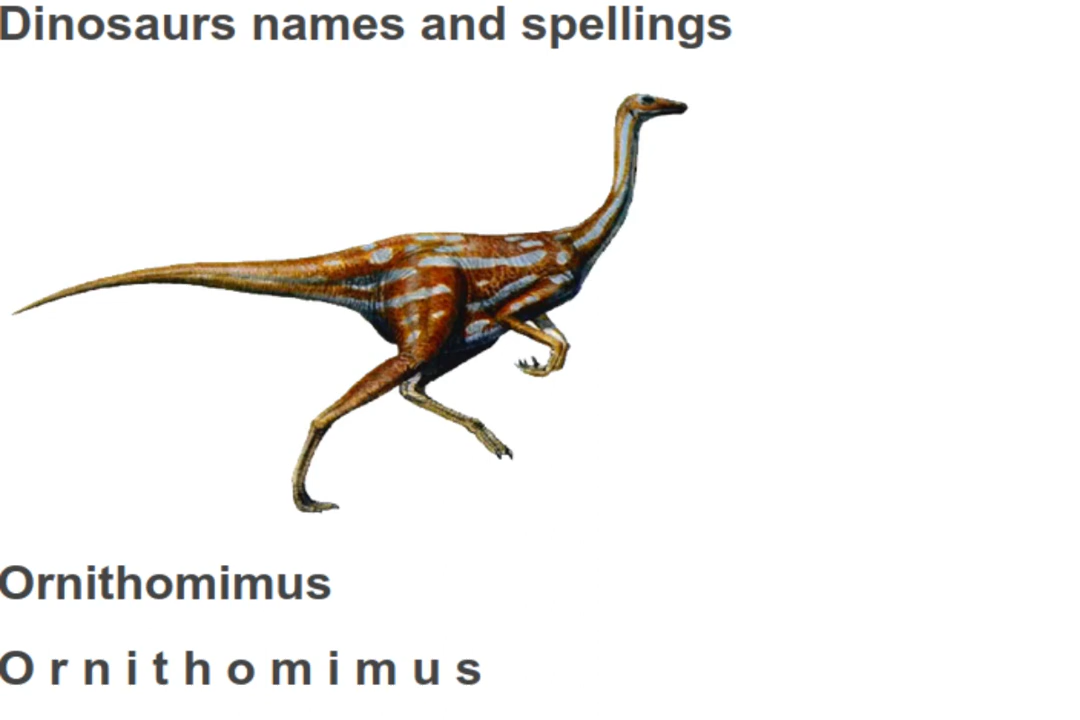 Dinosaurs names and spellings
Ornithomimus
O r n i t h o m i m u s